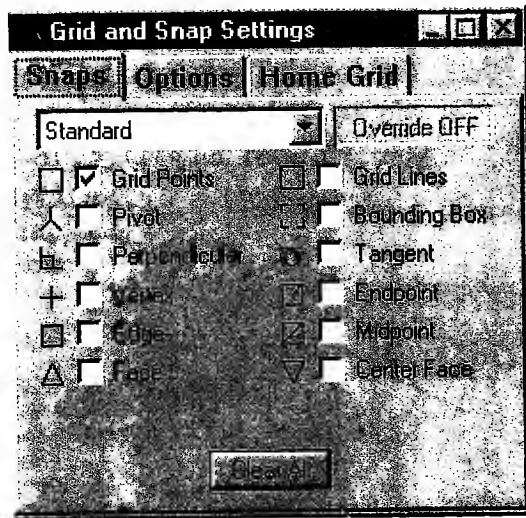 Grid and Snap Settings
Snaps Options Home Grid
Standard Override OFF
Grid Points Grid Lines
Pivot Bounding Box
Perpendicular Tangent
Vertex Endpoint
Edge Midpoint
Face Center Face
Clear All